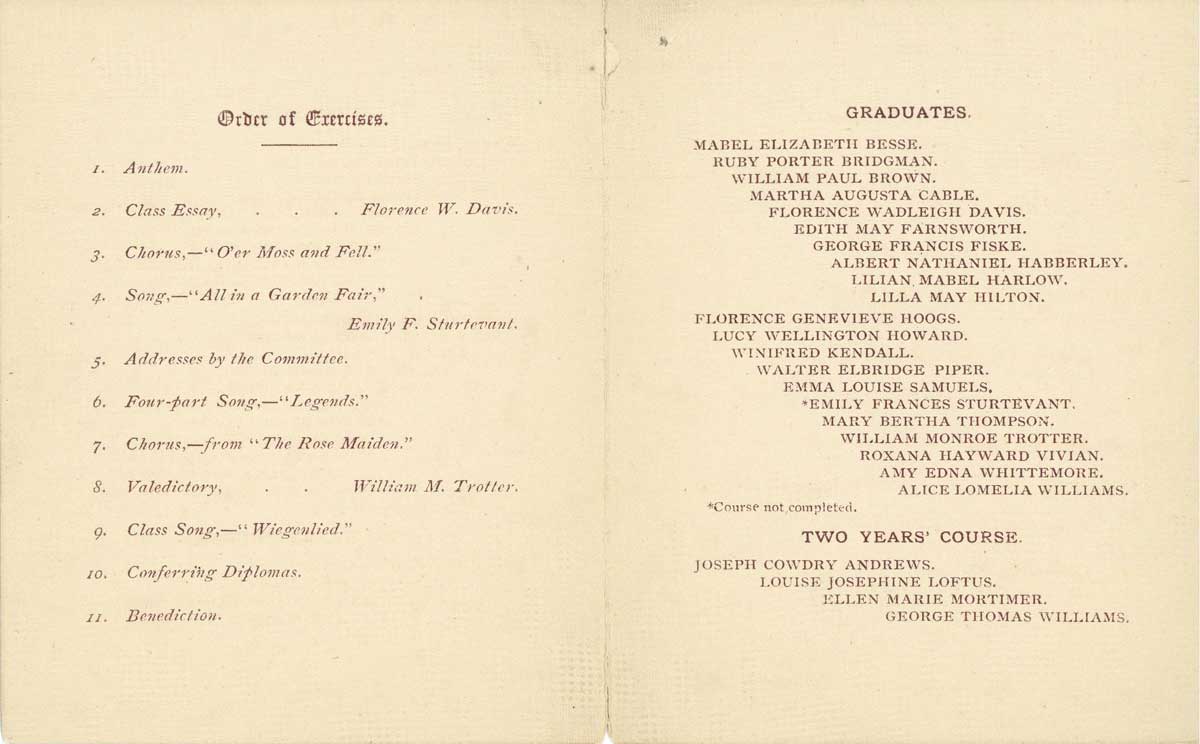 Order of Exercises.
1. Anthem.
2. Class Essay, . . . Florence W. Davis.
3. Chorus,—"O'er Moss and Fell."
4. Song,—"All in a Garden Fair,"
Emily F. Sturtevant.
5. Addresses by the Committee.
6. Four-part Song,—"Legends."
7. Chorus,—from "The Rose Maiden."
8. Valedictory, . . William M. Trotter.
9. Class Song,—"Wiegenlied."
10. Conferring Diplomas.
11. Benediction.
GRADUATES.
MABEL ELIZABETH BESSE.
RUBY PORTER BRIDGMAN.
WILLIAM PAUL BROWN.
MARTHA AUGUSTA CABLE.
FLORENCE WADLEIGH DAVIS.
EDITH MAY FARNSWORTH.
GEORGE FRANCIS FISKE.
ALBERT NATHANIEL HABBERLEY.
LILIAN MABEL HARLOW.
LILLA MAY HILTON.
FLORENCE GENEVIEVE HOOGS.
LUCY WELLINGTON HOWARD.
WINIFRED KENDALL.
WALTER ELBRIDGE PIPER.
EMMA LOUISE SAMUELS.
*EMILY FRANCES STURTEVANT.
MARY BERTHA THOMPSON.
WILLIAM MONROE TROTTER.
ROXANA HAYWARD VIVIAN.
AMY EDNA WHITTEMORE.
ALICE LOMELIA WILLIAMS.
*Course not completed.
TWO YEARS' COURSE.
JOSEPH COWDRY ANDREWS.
LOUISE JOSEPHINE LOFTUS.
ELLEN MARIE MORTIMER.
GEORGE THOMAS WILLIAMS.